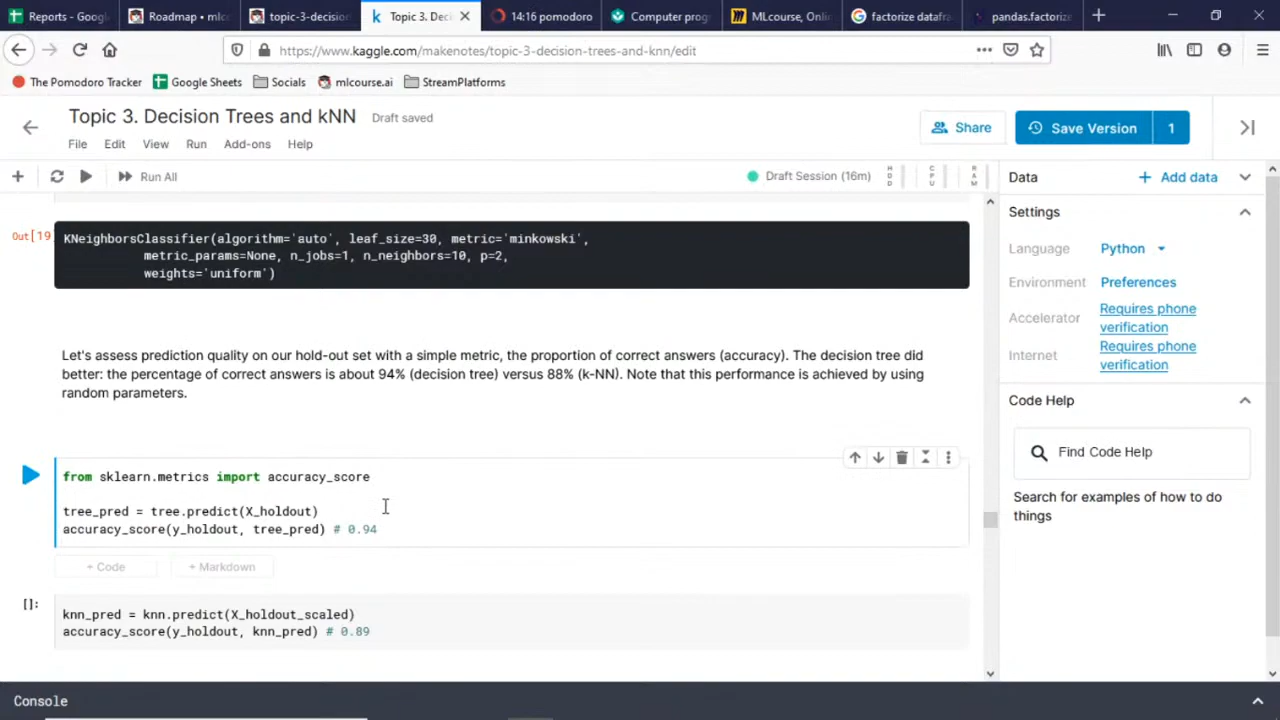 Reports - Googl
Roadmap • mlcc
topic-3-decision
Topic 3. Deci
14:16 pomodoro
Computer prog
MLcourse, Onli
factorize datafra
pandas.factorize
https://www.kaggle.com/makenotes/topic-3-decision-trees-and-knn/edit
The Pomodoro Tracker
Google Sheets
Socials
mlcourse.ai
StreamPlatforms
Topic 3. Decision Trees and kNN
Draft saved
Share
Save Version
1
File
Edit
View
Run
Add-ons
Help
Run All
Draft Session (16m)
HDD
CPU
RAM
Data
+ Add data
Settings
Language
Python
Environment
Preferences
Accelerator
Requires phone
verification
Internet
Requires phone
verification
Code Help
Find Code Help
Search for examples of how to do
things
Out[19
KNeighborsClassifier(algorithm='auto', leaf_size=30, metric='minkowski',
metric_params=None, n_jobs=1, n_neighbors=10, p=2,
weights='uniform')
Let's assess prediction quality on our hold-out set with a simple metric, the proportion of correct answers (accuracy). The decision tree did
better: the percentage of correct answers is about 94% (decision tree) versus 88% (k-NN). Note that this performance is achieved by using
random parameters.
from sklearn.metrics import accuracy_score
tree_pred = tree.predict(X_holdout)
accuracy_score(y_holdout, tree_pred) # 0.94
+ Code
+ Markdown
[]:
knn_pred = knn.predict(X_holdout_scaled)
accuracy_score(y_holdout, knn_pred) # 0.89
Console